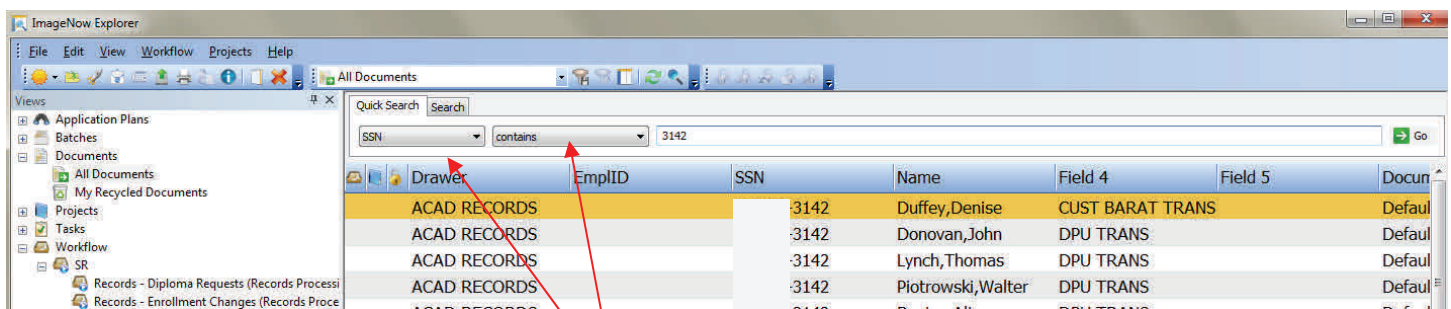 ImageNow Explorer
File Edit View Workflow Projects Help
All Documents
Views
Quick Search Search
Application Plans
Batches
SSN contains 3142 Go
Documents
All Documents
Drawer EmplID SSN Name Field 4 Field 5 Docum
My Recycled Documents
Projects
ACAD RECORDS -3142 Duffey,Denise CUST BARAT TRANS Defaul
Tasks
ACAD RECORDS -3142 Donovan,John DPU TRANS Defaul
Workflow
ACAD RECORDS -3142 Lynch,Thomas DPU TRANS Defaul
SR
Records - Diploma Requests (Records Processi
ACAD RECORDS -3142 Piotrowski,Walter DPU TRANS Defaul
Records - Enrollment Changes (Records Proce